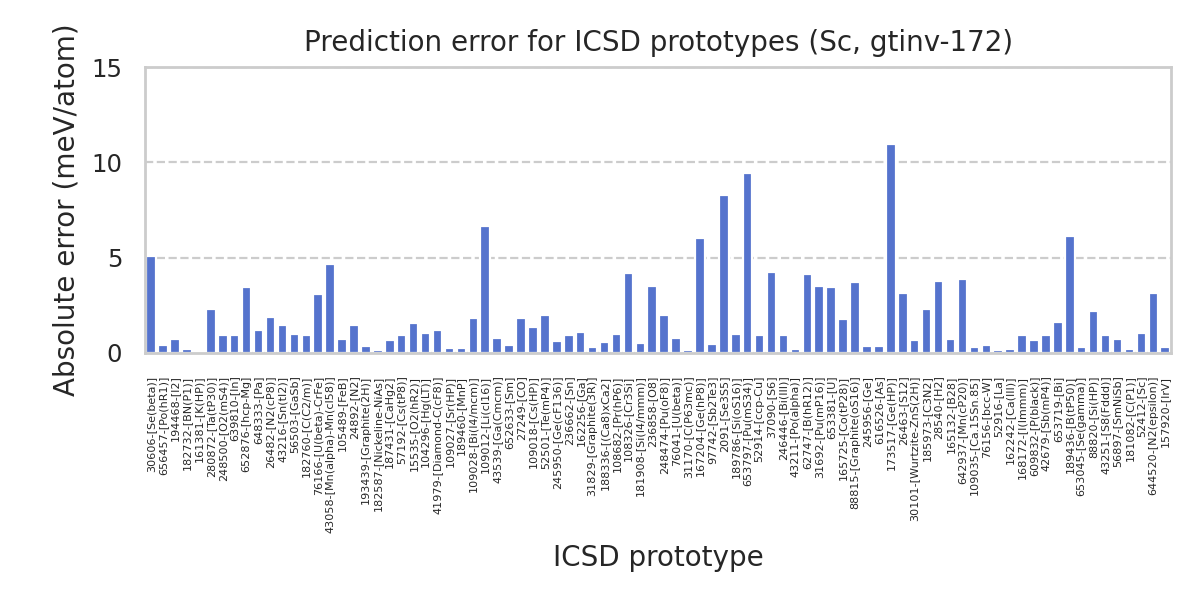 Prediction error for ICSD prototypes (Sc, gtinv-172)
Absolute error (meV/atom)
15
10
5
0
30606-[Se(beta)]
656457-[Po(hR1)]
194468-[I2]
182732-[BN(P1)]
161381-[K(HP)]
280872-[P(tP30)]
248500-[O2(mS4)]
639810-[In]
652876-[hcp-Mg]
648333-[Pa]
26482-[N2(cP8)]
43216-[Sn(tI2)]
5603-GaSb]
182760-[C(C2/m)]
76166-[U(beta)-CrFe]
43058-[Mn(alpha)-Mn(cI58)]
105489-[FeB]
24892-[N2]
193439-[Graphite(2H)]
182587-[Nickeline-NiAs]
187431-[CaHg2]
57192-[Cs(tP8)]
15535-[O2(hR2)]
104296-[Hg(LT)]
41979-[Diamond-C(cF8)]
109027-[Sr(HP)]
189460-[MnP]
109028-[Bi(I4/mcm)]
109012-[Li(cI16)]
43539-[Ga(Cmcm)]
652633-[Sm]
27249-[CO]
109018-[Cs(HP)]
52501-[Te(mP4)]
245950-[Ge(cF136)]
236662-[Sn]
162256-[Ga]
31829-[Graphite(3R)]
188336-[(Ca8)xCa2]
108682-[Pr(hP6)]
108326-[Cr3Si]
181908-[Si(I4/mmm)]
236858-[O8]
248474-[Pu(oF8)]
76041-[U(beta)]
31170-[C(P63mc)]
167204-[Ge(hP8)]
97742-[Sb2Te3]
2091-[Se3S5]
189786-[Si(oS16)]
653797-[Pu(mS34)]
52914-[ccp-Cu]
37090-[S6]
246446-[Bi(III)]
43211-[Po(alpha)]
62747-[B(hR12)]
31692-[Pu(mP16)]
653381-[U]
165725-[Co(tP28)]
88815-[Graphite(oS16)]
245956-[Ge]
616526-[As]
173517-[Ge(HP)]
26463-[S12]
30101-[Wurtzite-ZnS(2H)]
185973-[C3N2]
28540-[H2]
165132-[B28]
642937-[Mn(cP20)]
109035-[Ca.15Sn.85]
76156-[bcc-W]
52916-[La]
162242-[Ca(III)]
168172-[I(Immm)]
609832-[P(black)]
42679-[Sb(mP4)]
653719-[Bi]
189436-[B(tP50)]
653045-[Se(gamma)]
88820-[Si(HP)]
43251-[S8(Fddd)]
56897-[SmNiSb]
181082-[C(P1)]
52412-[Sc]
644520-[N2(epsilon)]
157920-[IrV]
ICSD prototype